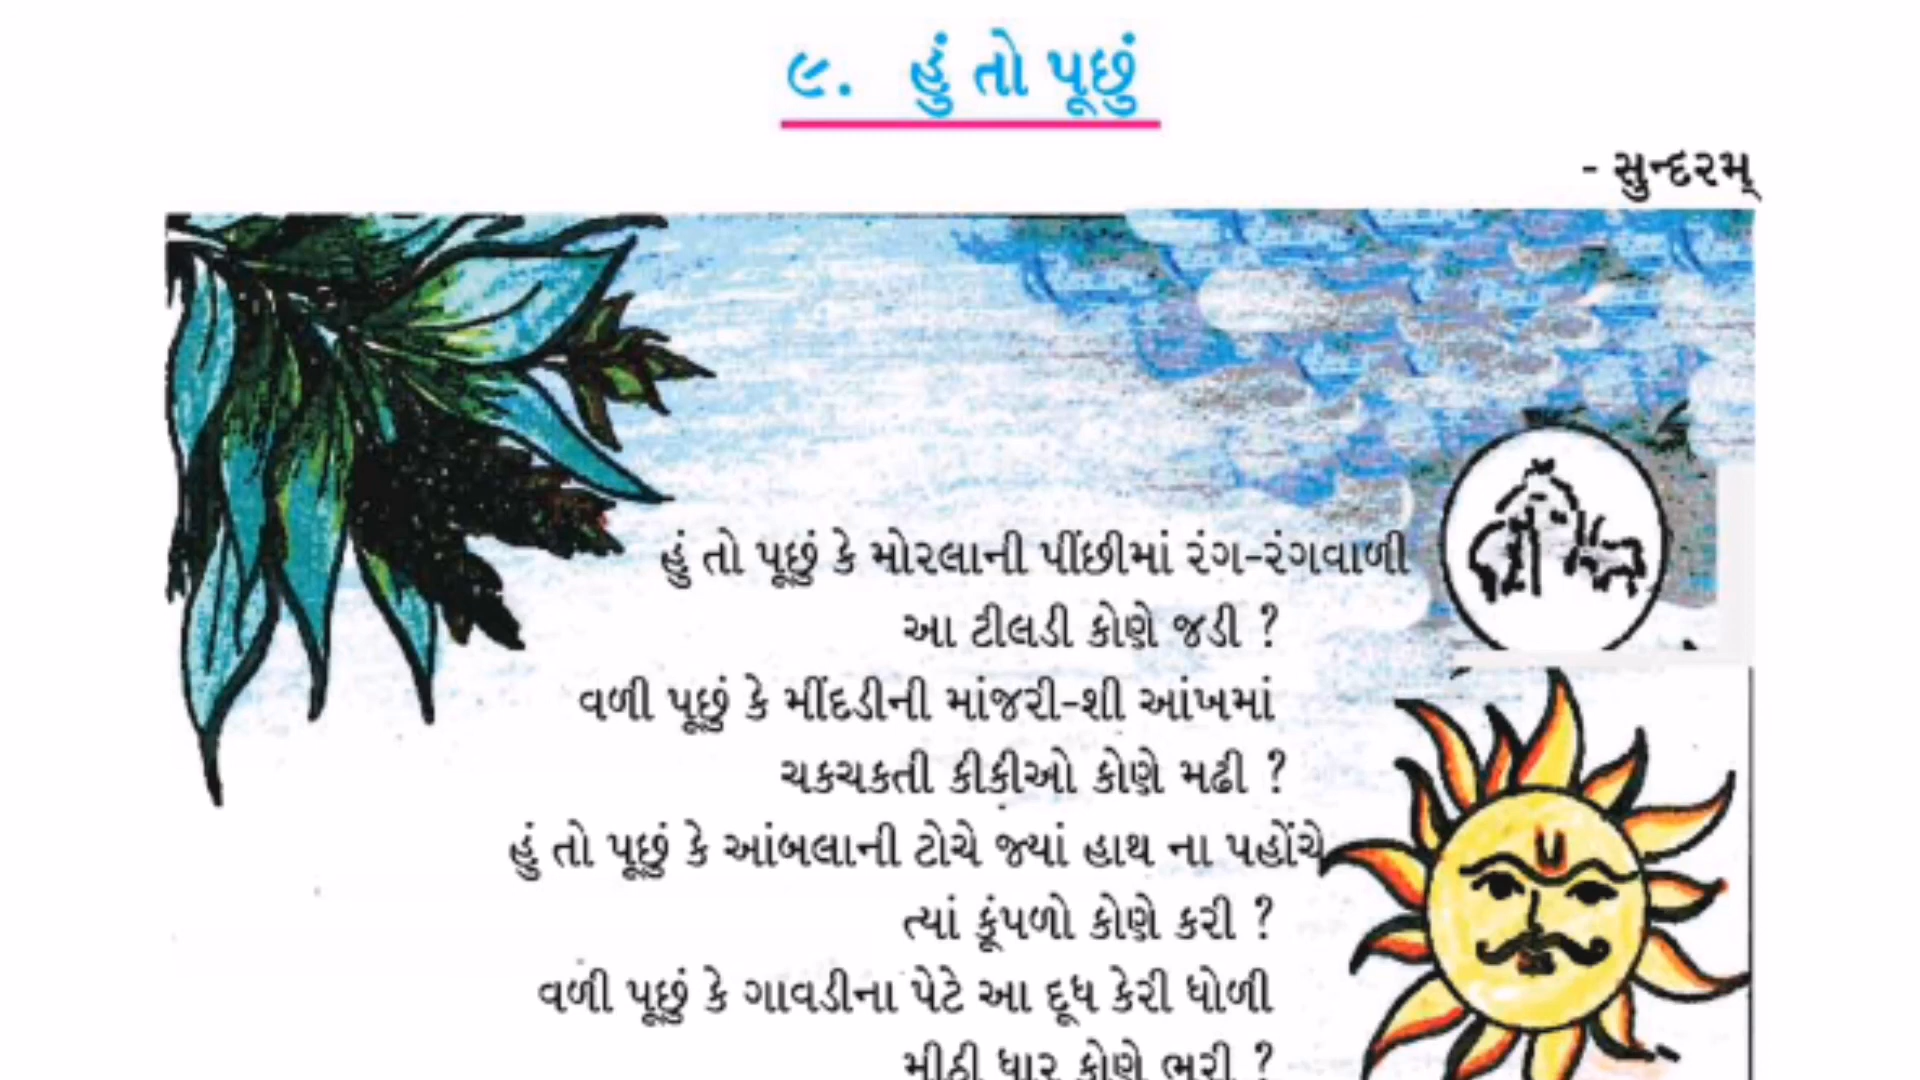 ૯. હું તો પૂછું
- સુન્દરમ્
હું તો પૂછું કે મોરલાની પીંછીમાં રંગ-રંગવાળી
આ ટીલડી કોણે જડી ?
વળી પૂછું કે મીંદડીની માંજરી-શી આંખમાં
ચકચકતી કીકીઓ કોણે મઢી ?
હું તો પૂછું કે આંબલાની ટોચે જ્યાં હાથ ના પહોંચે
ત્યાં કૂંપળો કોણે કરી ?
વળી પૂછું કે ગાવડીના પેટે આ દૂધ કેરી ધોળી
મીઠી ધાર કોણે ભરી ?